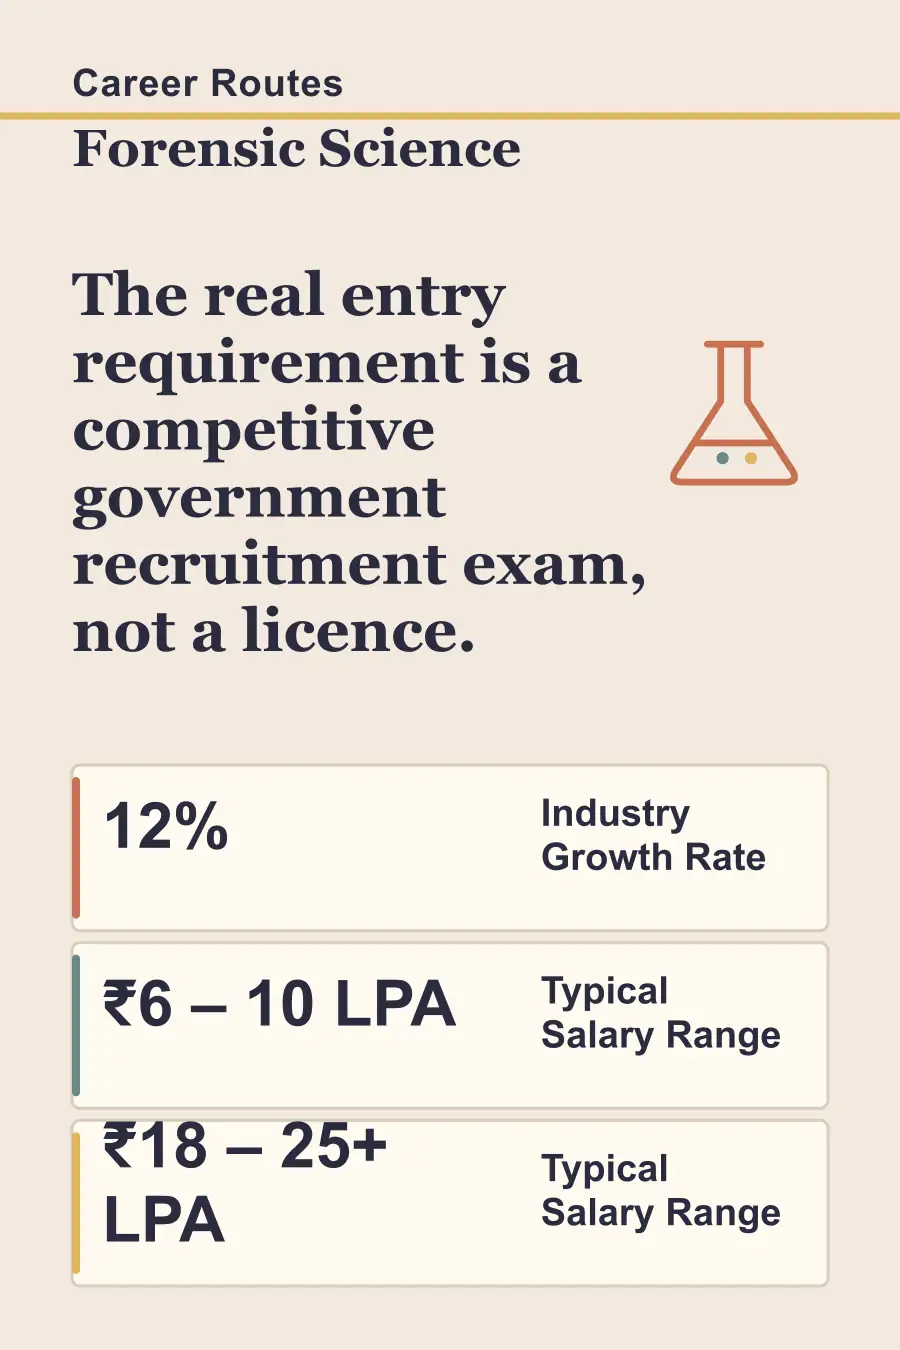 Career Routes
Forensic Science
The real entry
requirement is a
competitive
government
recruitment exam,
not a licence.
12%
Industry
Growth Rate
₹6 – 10 LPA
Typical
Salary Range
₹18 – 25+
LPA
Typical
Salary Range